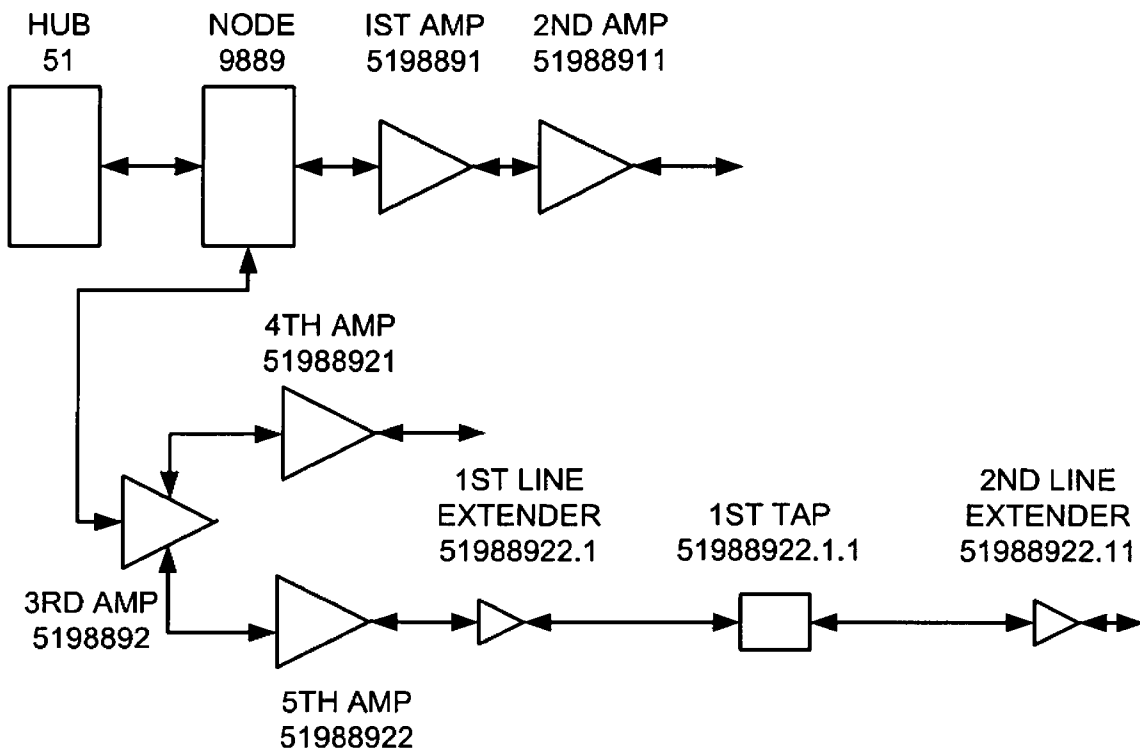 HUB
51
NODE
9889
IST AMP
5198891
2ND AMP
51988911
4TH AMP
51988921
1ST LINE
EXTENDER
51988922.1
1ST TAP
51988922.1.1
2ND LINE
EXTENDER
51988922.11
3RD AMP
5198892
5TH AMP
51988922